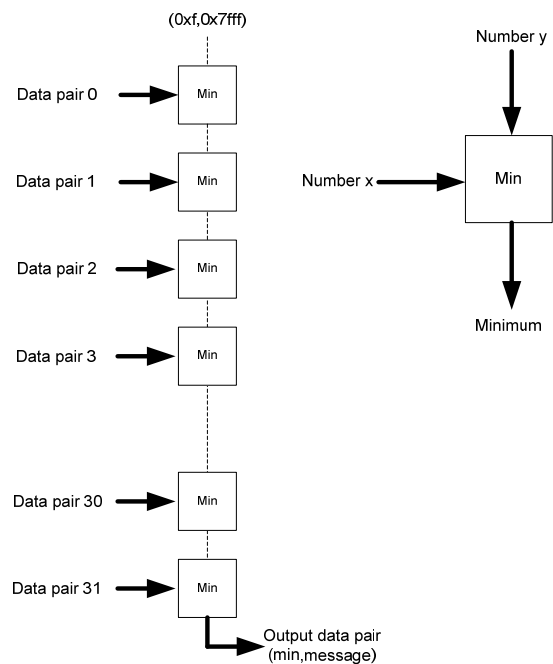 (0xf,0x7fff)
Data pair 0
Min
Data pair 1
Min
Data pair 2
Min
Data pair 3
Min
Data pair 30
Min
Data pair 31
Min
Output data pair
(min,message)
Number y
Number x
Min
Minimum